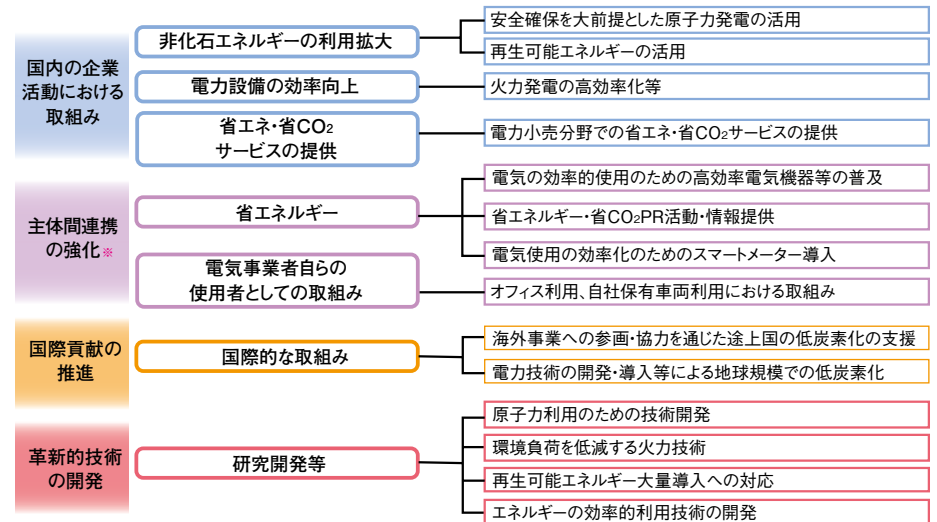 国内の企業
活動における
取組み
非化石エネルギーの利用拡大
安全確保を大前提とした原子力発電の活用
再生可能エネルギーの活用
電力設備の効率向上
火力発電の高効率化等
省エネ・省CO₂
サービスの提供
電力小売分野での省エネ・省CO₂サービスの提供
主体間連携
の強化※
省エネルギー
電気の効率的使用のための高効率電気機器等の普及
省エネルギー・省CO₂PR活動・情報提供
電気使用の効率化のためのスマートメーター導入
電気事業者自らの
使用者としての取組み
オフィス利用、自社保有車両利用における取組み
国際貢献の
推進
国際的な取組み
海外事業への参画・協力を通じた途上国の低炭素化の支援
電力技術の開発・導入等による地球規模での低炭素化
革新的技術
の開発
研究開発等
原子力利用のための技術開発
環境負荷を低減する火力技術
再生可能エネルギー大量導入への対応
エネルギーの効率的利用技術の開発